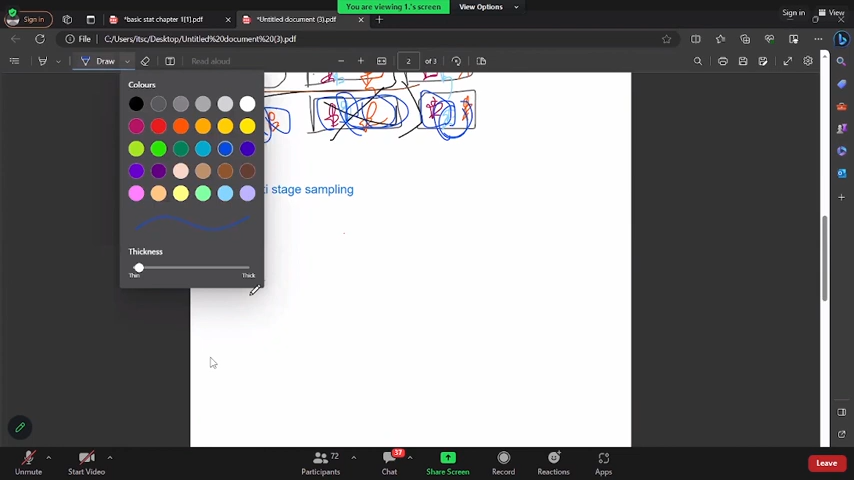 You are viewing 1.'s screen
View Options
Sign in
*basic stat chapter 1[1].pdf
*Untitled document (3).pdf
Sign in
View
File
C:/Users/itsc/Desktop/Untitled%20document%20(3).pdf
Draw
Read aloud
2
of 3
Colours
ti stage sampling
Thickness
Thin
Thick
Unmute
Start Video
72
Participants
37
Chat
Share Screen
Record
Reactions
Apps
Leave